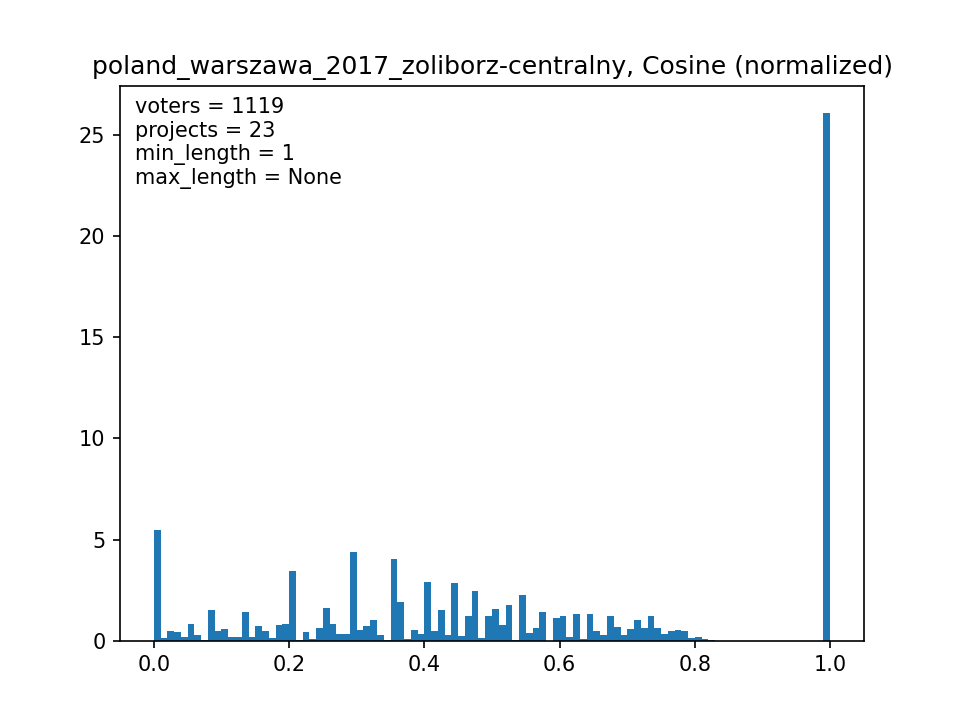 poland_warszawa_2017_zoliborz-centralny, Cosine (normalized)
voters = 1119
projects = 23
min_length = 1
max_length = None
25
20
15
10
5
0
0.0 0.2 0.4 0.6 0.8 1.0